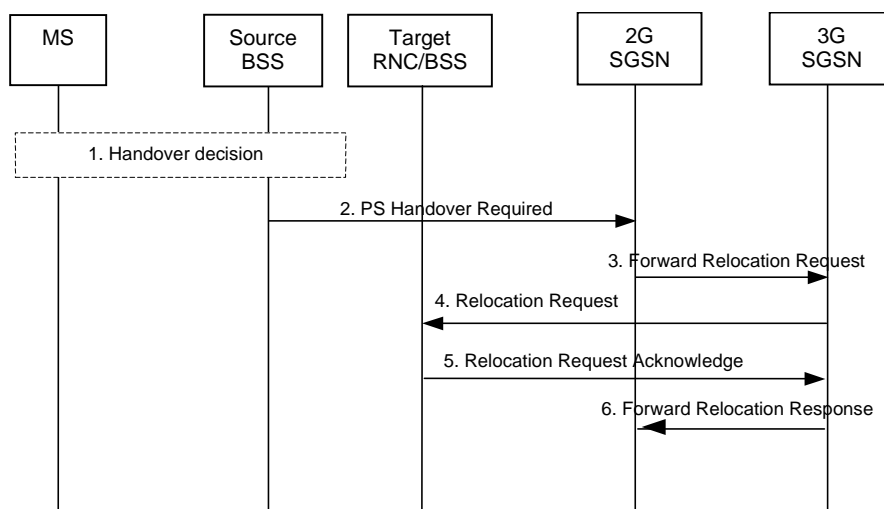 MS
Source
BSS
Target
RNC/BSS
2G
SGSN
3G
SGSN
1. Handover decision
2. PS Handover Required
3. Forward Relocation Request
4. Relocation Request
5. Relocation Request Acknowledge
6. Forward Relocation Response